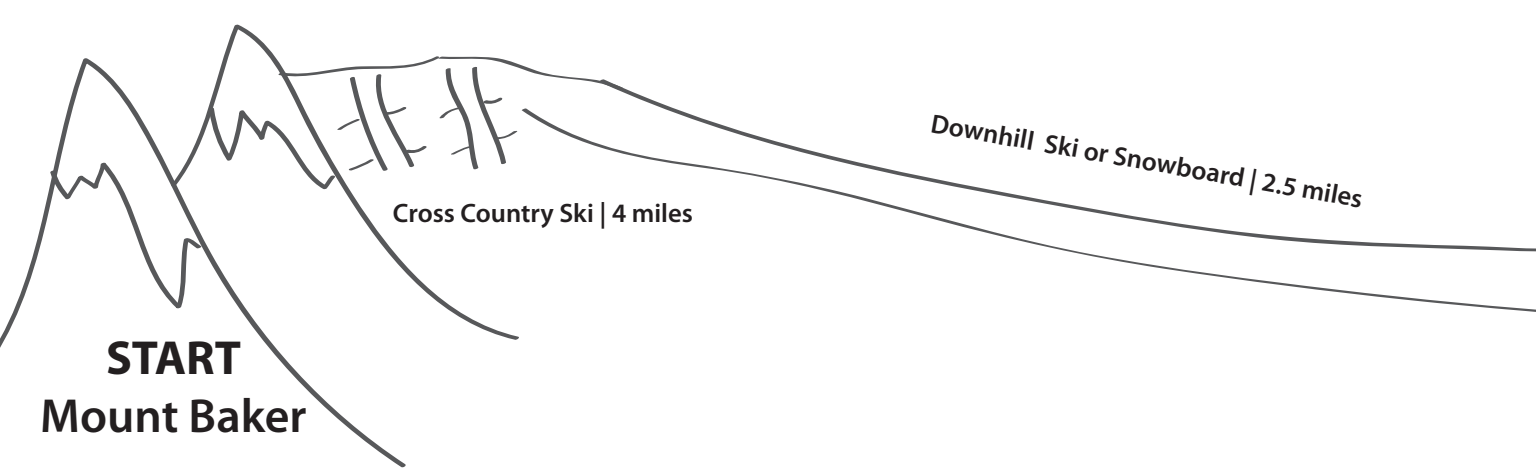 Downhill  Ski or Snowboard | 2.5 miles
Cross Country Ski | 4 miles
START
Mount Baker